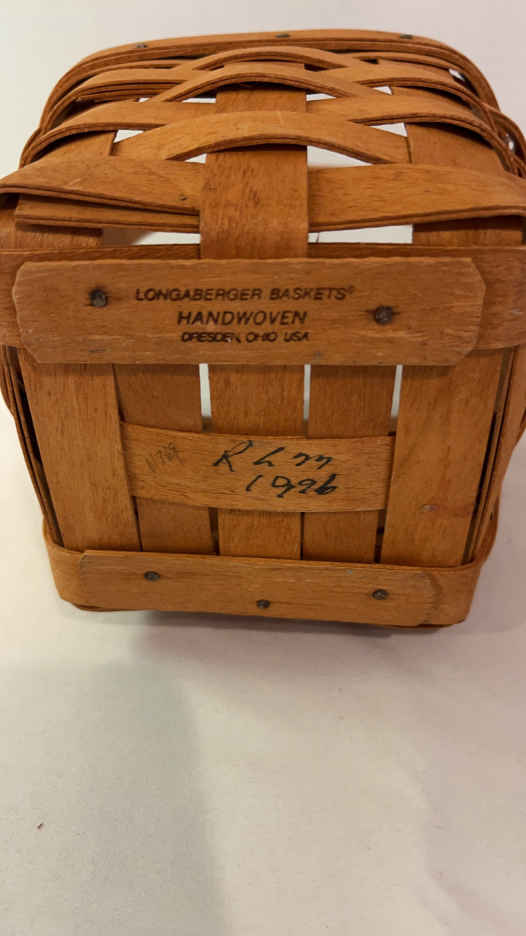 LONGABERGER BASKETS®
HANDWOVEN
DRESDEN, OHIO USA
1996